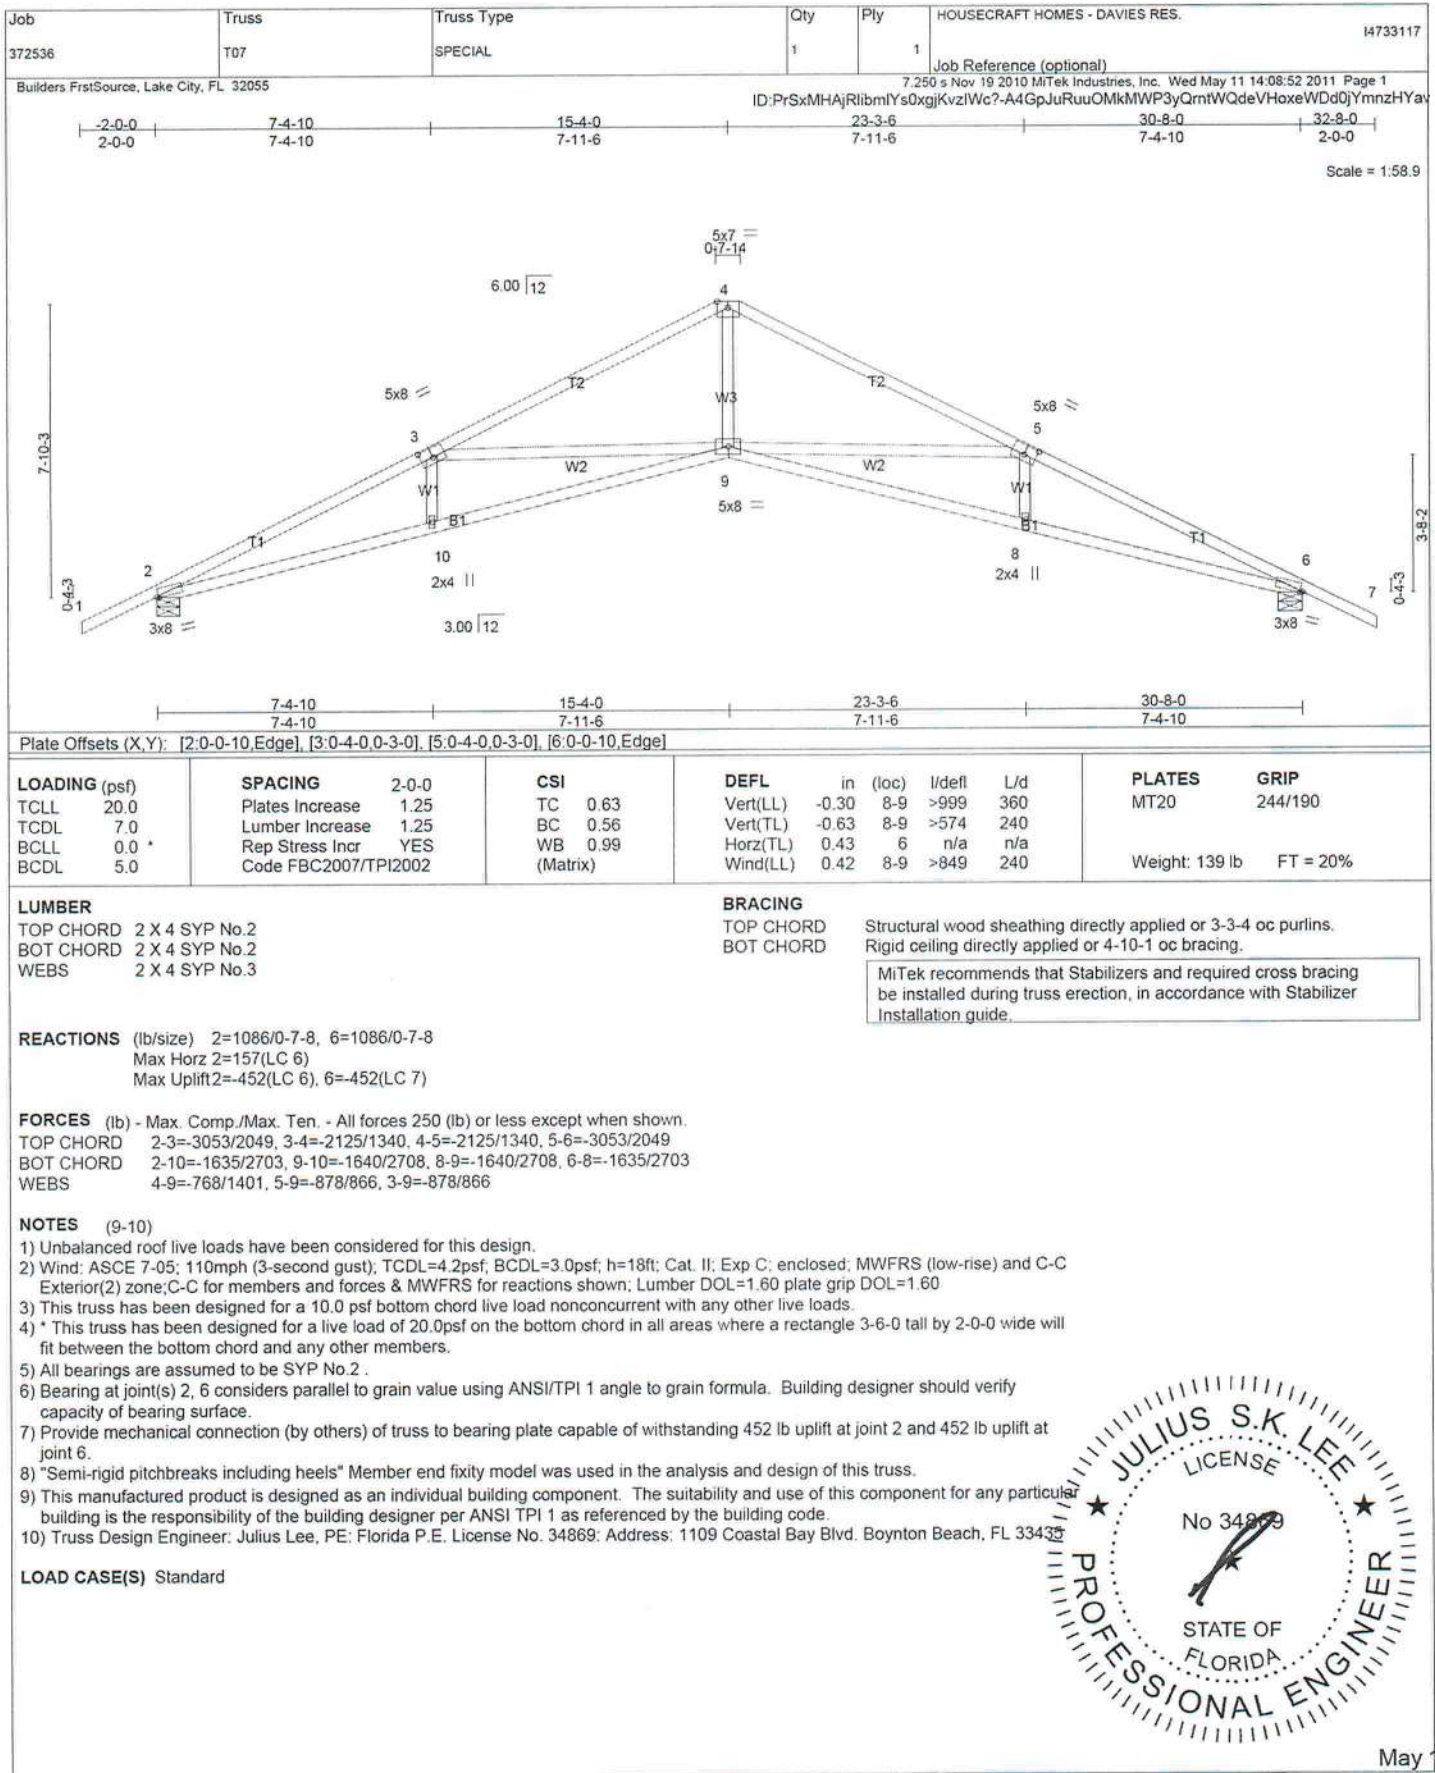 Job Truss Truss Type Qty Ply HOUSECRAFT HOMES - DAVIES RES.
I4733117
372536 T07 SPECIAL 1 1
Job Reference (optional)
Builders FrstSource, Lake City, FL 32055 7.250 s Nov 19 2010 MiTek Industries, Inc. Wed May 11 14:08:52 2011 Page 1
-2-0-0 7-4-10 15-4-0 23-3-6 30-8-0 32-8-0
2-0-0 7-4-10 7-11-6 7-11-6 7-4-10 2-0-0
Scale = 1:58.9
5x7 =
0-7-14
6.00 12
4
T2 T2
5x8 = 5x8 =
3 W3 5
7-10-3
W2 W2
W1 9 W1
5x8 =
3-8-2
T1 B1 B1 T1
2 10 8 6
2x4 || 2x4 ||
0-4-3 1 7 0-4-3
3x8 = 3.00 12 3x8 =
7-4-10 15-4-0 23-3-6 30-8-0
7-4-10 7-11-6 7-11-6 7-4-10
Plate Offsets (X,Y): [2:0-0-10,Edge], [3:0-4-0,0-3-0], [5:0-4-0,0-3-0], [6:0-0-10,Edge]
LOADING (psf) SPACING 2-0-0 CSI DEFL in (loc) l/defl L/d PLATES GRIP
TCLL 20.0 Plates Increase 1.25 TC 0.63 Vert(LL) -0.30 8-9 >999 360 MT20 244/190
TCDL 7.0 Lumber Increase 1.25 BC 0.56 Vert(TL) -0.63 8-9 >574 240
BCLL 0.0 * Rep Stress Incr YES WB 0.99 Horz(TL) 0.43 6 n/a n/a
BCDL 5.0 Code FBC2007/TPI2002 (Matrix) Wind(LL) 0.42 8-9 >849 240 Weight: 139 lb FT = 20%
LUMBER
TOP CHORD 2 X 4 SYP No.2
BOT CHORD 2 X 4 SYP No.2
WEBS 2 X 4 SYP No.3
BRACING
TOP CHORD Structural wood sheathing directly applied or 3-3-4 oc purlins.
BOT CHORD Rigid ceiling directly applied or 4-10-1 oc bracing.
MiTek recommends that Stabilizers and required cross bracing
be installed during truss erection, in accordance with Stabilizer
Installation guide.
REACTIONS (lb/size) 2=1086/0-7-8, 6=1086/0-7-8
Max Horz 2=157(LC 6)
Max Uplift2=-452(LC 6), 6=-452(LC 7)
FORCES (lb) - Max. Comp./Max. Ten. - All forces 250 (lb) or less except when shown.
TOP CHORD 2-3=-3053/2049, 3-4=-2125/1340, 4-5=-2125/1340, 5-6=-3053/2049
BOT CHORD 2-10=-1635/2703, 9-10=-1640/2708, 8-9=-1640/2708, 6-8=-1635/2703
WEBS 4-9=-768/1401, 5-9=-878/866, 3-9=-878/866
NOTES (9-10)
1) Unbalanced roof live loads have been considered for this design.
2) Wind: ASCE 7-05; 110mph (3-second gust); TCDL=4.2psf; BCDL=3.0psf; h=18ft; Cat. II; Exp C; enclosed; MWFRS (low-rise) and C-C
Exterior(2) zone;C-C for members and forces & MWFRS for reactions shown; Lumber DOL=1.60 plate grip DOL=1.60
3) This truss has been designed for a 10.0 psf bottom chord live load nonconcurrent with any other live loads.
4) * This truss has been designed for a live load of 20.0psf on the bottom chord in all areas where a rectangle 3-6-0 tall by 2-0-0 wide will
fit between the bottom chord and any other members.
5) All bearings are assumed to be SYP No.2 .
6) Bearing at joint(s) 2, 6 considers parallel to grain value using ANSI/TPI 1 angle to grain formula. Building designer should verify
capacity of bearing surface.
7) Provide mechanical connection (by others) of truss to bearing plate capable of withstanding 452 lb uplift at joint 2 and 452 lb uplift at
joint 6.
8) "Semi-rigid pitchbreaks including heels" Member end fixity model was used in the analysis and design of this truss.
9) This manufactured product is designed as an individual building component. The suitability and use of this component for any particular
building is the responsibility of the building designer per ANSI TPI 1 as referenced by the building code.
10) Truss Design Engineer: Julius Lee, PE: Florida P.E. License No. 34869: Address: 1109 Coastal Bay Blvd. Boynton Beach, FL 33435
LOAD CASE(S) Standard
JULIUS S.K. LEE
LICENSE
No 34869
STATE OF
FLORIDA
PROFESSIONAL ENGINEER
May